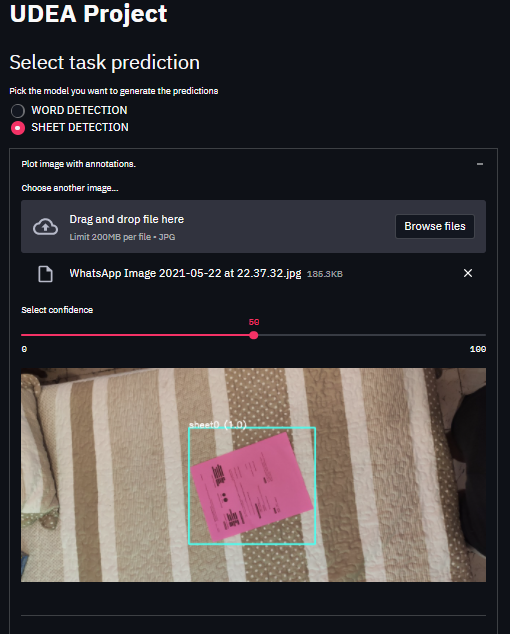 UDEA Project
Select task prediction
Pick the model you want to generate the predictions
WORD DETECTION
SHEET DETECTION
Plot image with annotations.
Choose another image...
Drag and drop file here
Limit 200MB per file • JPG
Browse files
WhatsApp Image 2021-05-22 at 22.37.32.jpg 185.3KB
Select confidence
50
0
100
sheet0 (1.0)